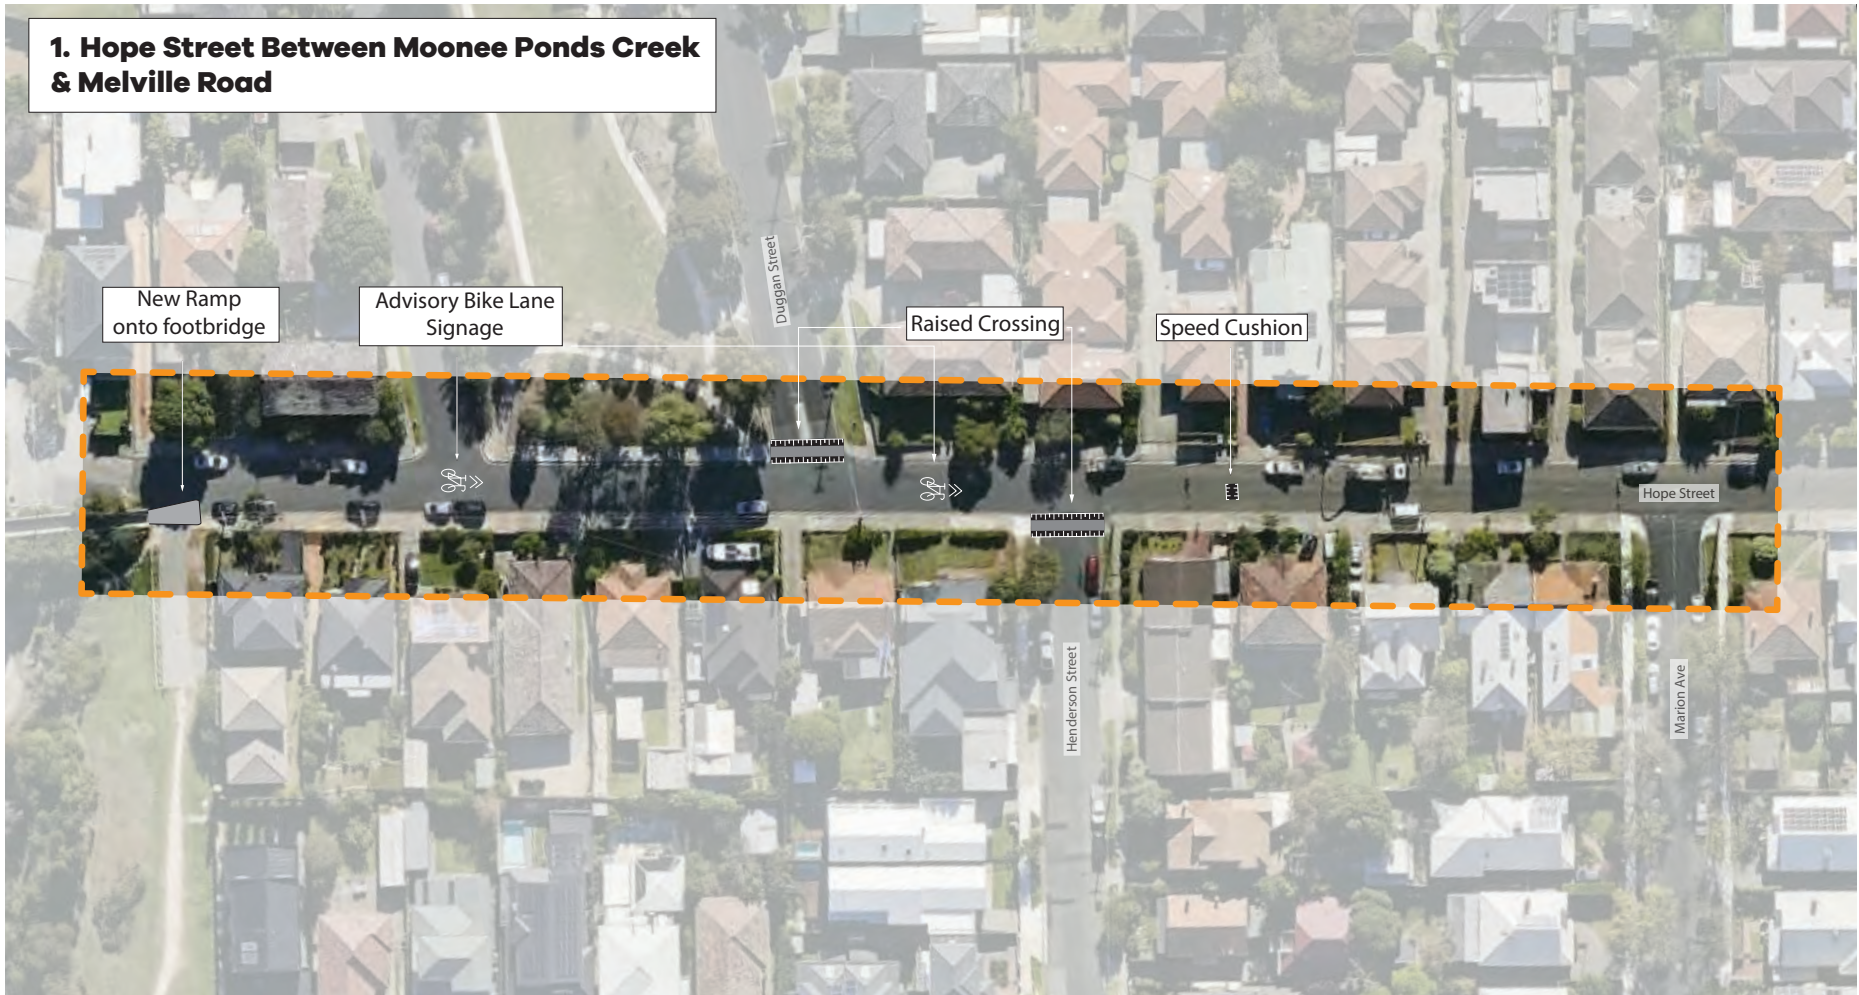 1. Hope Street Between Moonee Ponds Creek
& Melville Road
Duggan Street
New Ramp
onto footbridge
Advisory Bike Lane
Signage
Raised Crossing
Speed Cushion
Hope Street
Henderson Street
Marion Ave